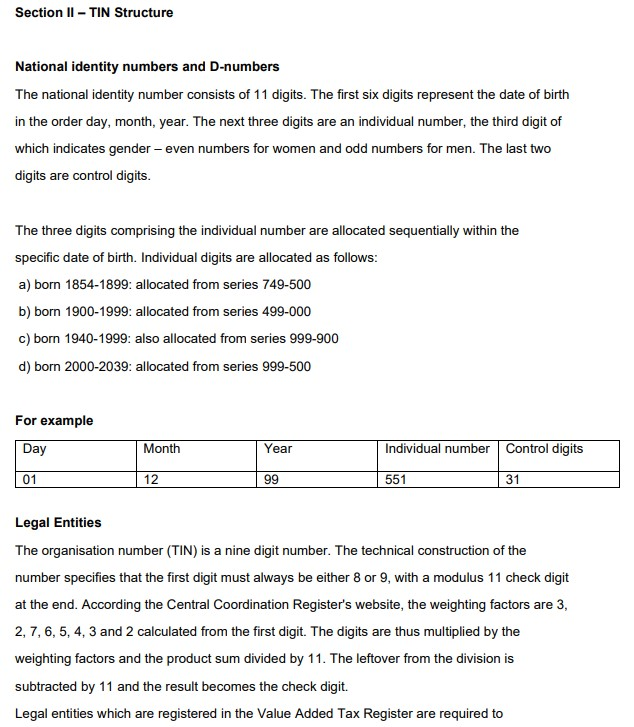 Section II – TIN Structure
National identity numbers and D-numbers
The national identity number consists of 11 digits. The first six digits represent the date of birth
in the order day, month, year. The next three digits are an individual number, the third digit of
which indicates gender – even numbers for women and odd numbers for men. The last two
digits are control digits.
The three digits comprising the individual number are allocated sequentially within the
specific date of birth. Individual digits are allocated as follows:
a) born 1854-1899: allocated from series 749-500
b) born 1900-1999: allocated from series 499-000
c) born 1940-1999: also allocated from series 999-900
d) born 2000-2039: allocated from series 999-500
For example
Day Month Year Individual number Control digits
01 12 99 551 31
Legal Entities
The organisation number (TIN) is a nine digit number. The technical construction of the
number specifies that the first digit must always be either 8 or 9, with a modulus 11 check digit
at the end. According the Central Coordination Register's website, the weighting factors are 3,
2, 7, 6, 5, 4, 3 and 2 calculated from the first digit. The digits are thus multiplied by the
weighting factors and the product sum divided by 11. The leftover from the division is
subtracted by 11 and the result becomes the check digit.
Legal entities which are registered in the Value Added Tax Register are required to